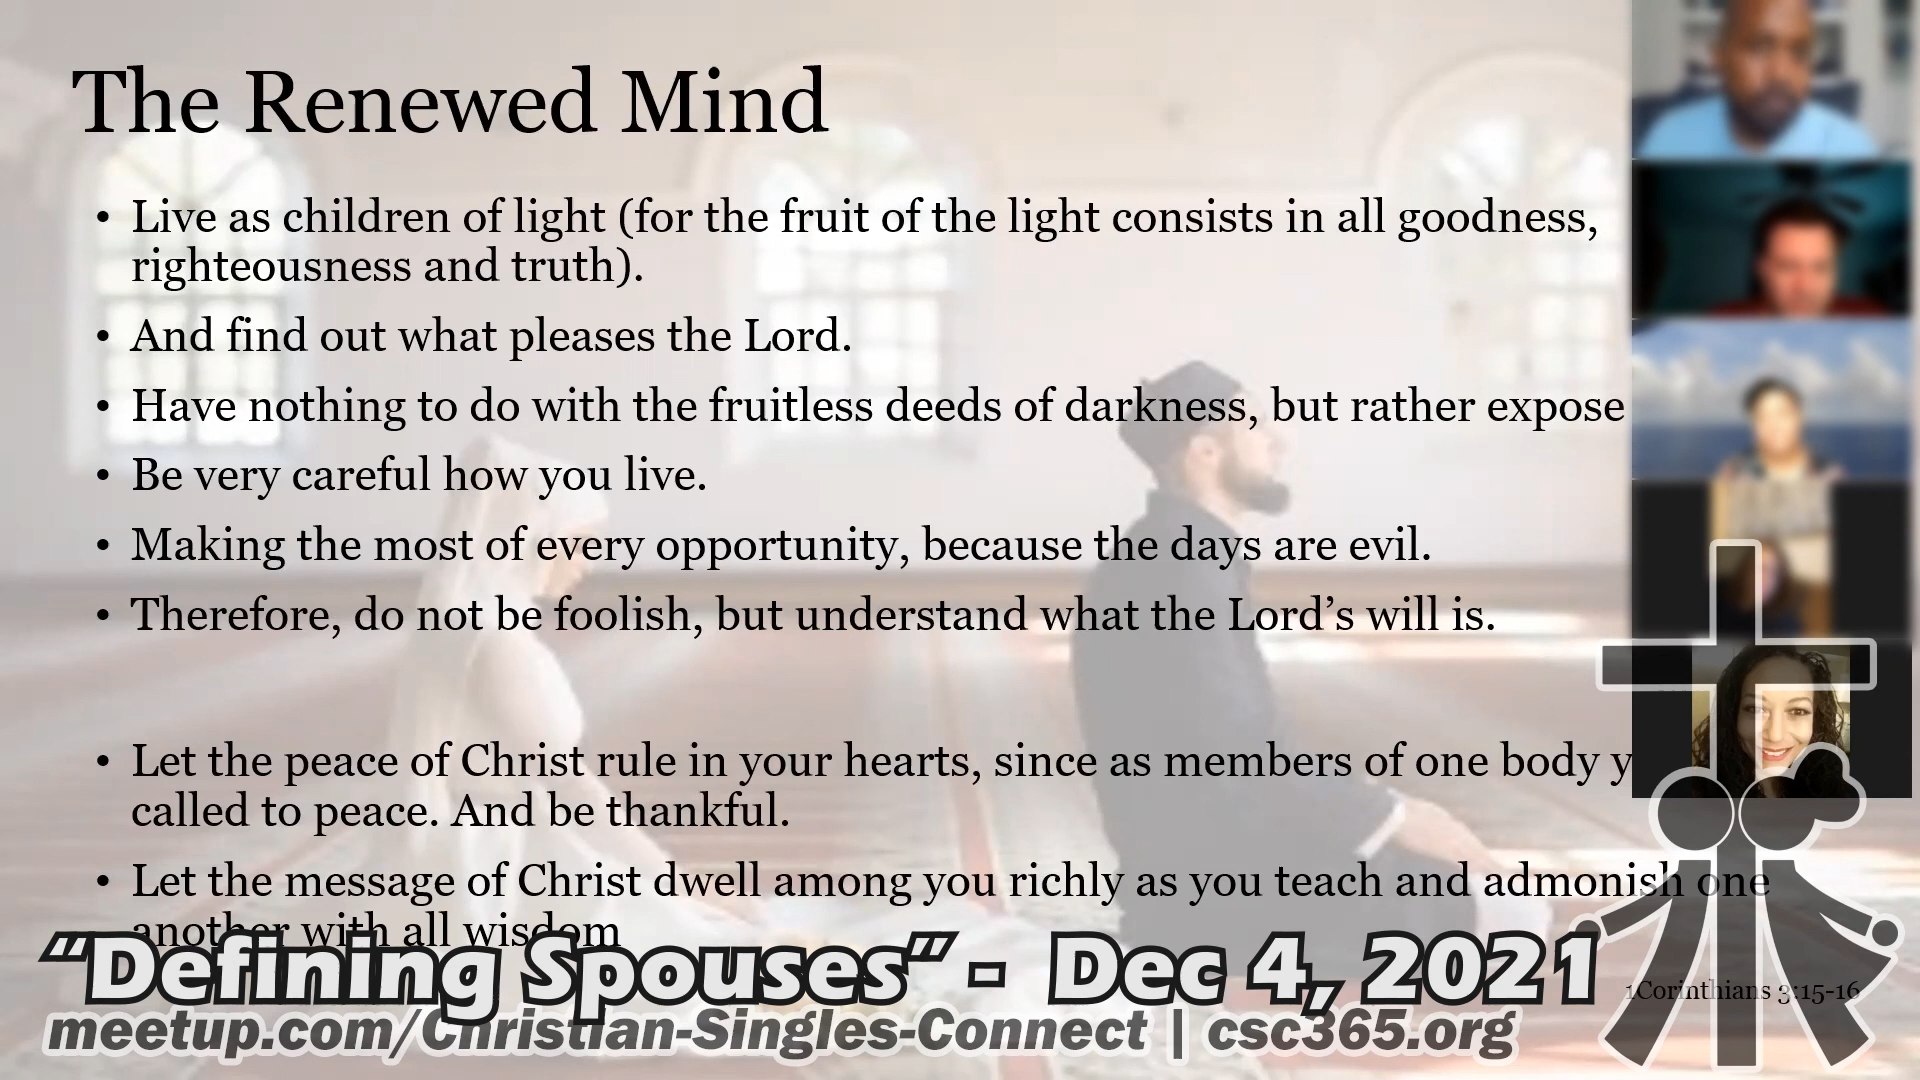 The Renewed Mind
• Live as children of light (for the fruit of the light consists in all goodness,
righteousness and truth).
• And find out what pleases the Lord.
• Have nothing to do with the fruitless deeds of darkness, but rather expose
• Be very careful how you live.
• Making the most of every opportunity, because the days are evil.
• Therefore, do not be foolish, but understand what the Lord’s will is.
• Let the peace of Christ rule in your hearts, since as members of one body y
called to peace. And be thankful.
• Let the message of Christ dwell among you richly as you teach and admonish one
another with all wisdom
“Defining Spouses” - Dec 4, 2021
1Corinthians 3:15-16
meetup.com/Christian-Singles-Connect | csc365.org